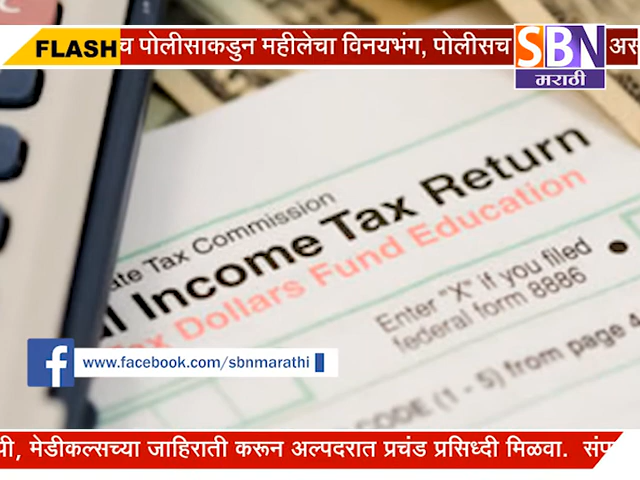 FLASH
च पोलीसाकडुन महीलेचा विनयभंग, पोलीसच
SBN
मराठी
Tax Commission
Income Tax Return
Tax Dollars Fund Education
Enter "X" if you filed
federal form 8886
CODE (1 - 5) from page 4
www.facebook.com/sbnmarathi
मेडीकल्सच्या जाहिराती करून अल्पदरात प्रचंड प्रसिध्दी मिळवा.